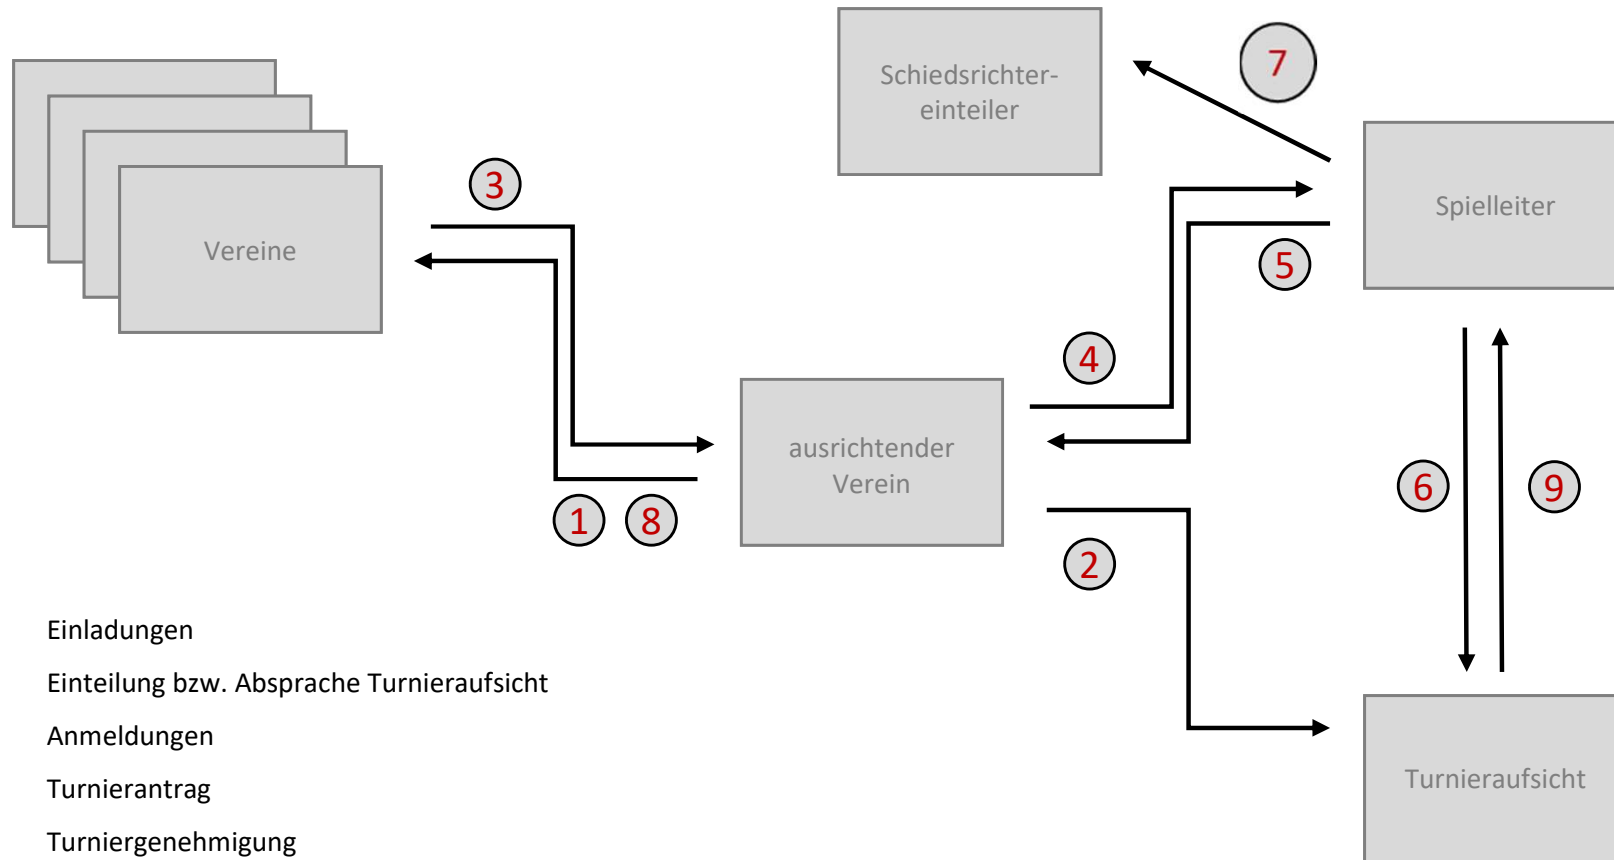 Schiedsrichter-
einteiler
7
3
Vereine
Spielleiter
5
4
ausrichtender
Verein
6
9
1
8
2
Einladungen
Einteilung bzw. Absprache Turnieraufsicht
Anmeldungen
Turnierantrag
Turniergenehmigung
Turnieraufsicht